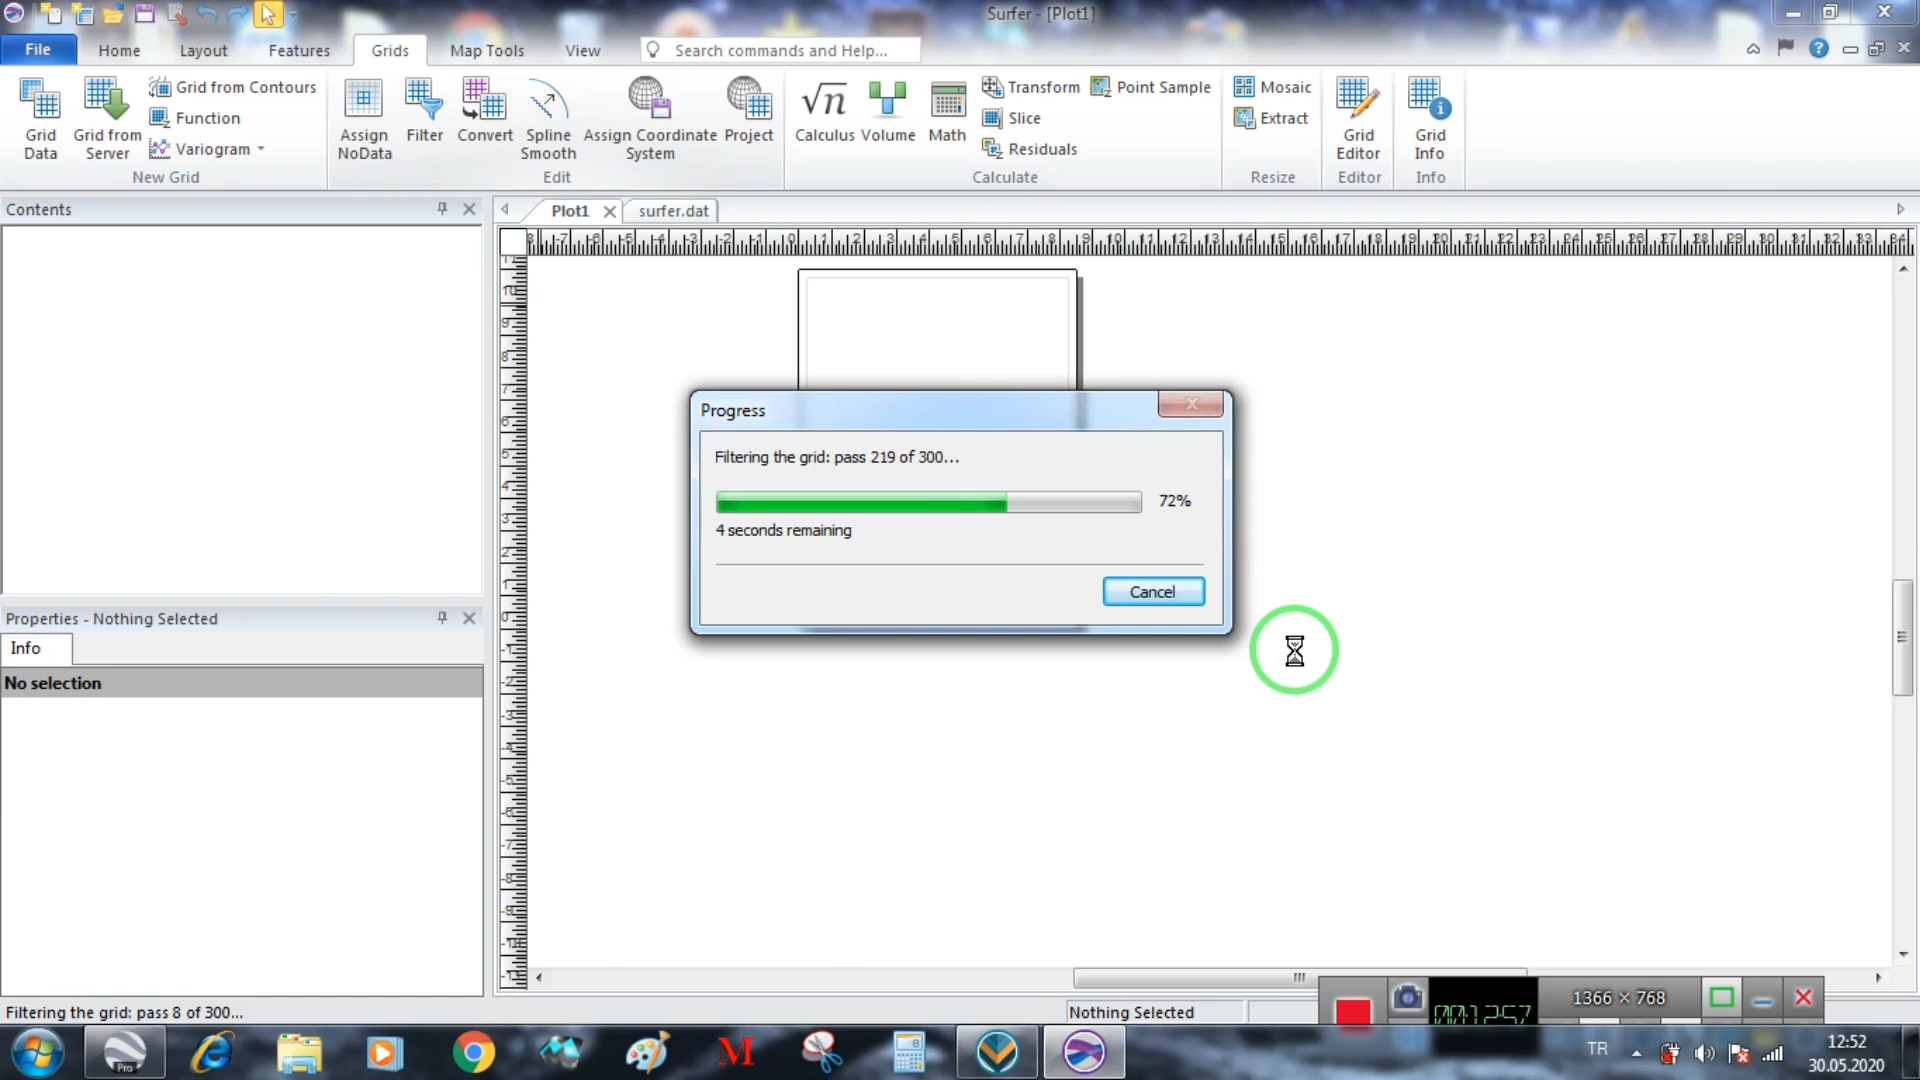 Surfer - [Plot1]
File Home Layout Features Grids Map Tools View Search commands and Help...
Grid Data
Grid from Server
Grid from Contours
Function
Variogram
New Grid
Assign NoData
Filter
Convert
Spline Smooth
Assign Coordinate System
Project
Edit
Calculus
Volume
Math
Transform
Slice
Residuals
Point Sample
Calculate
Mosaic
Extract
Resize
Grid Editor
Editor
Grid Info
Info
Contents
Plot1
surfer.dat
Progress
Filtering the grid: pass 219 of 300...
72%
4 seconds remaining
Cancel
Properties - Nothing Selected
Info
No selection
Filtering the grid: pass 8 of 300...
Nothing Selected
1366 × 768
Pro
TR
12:52
30.05.2020